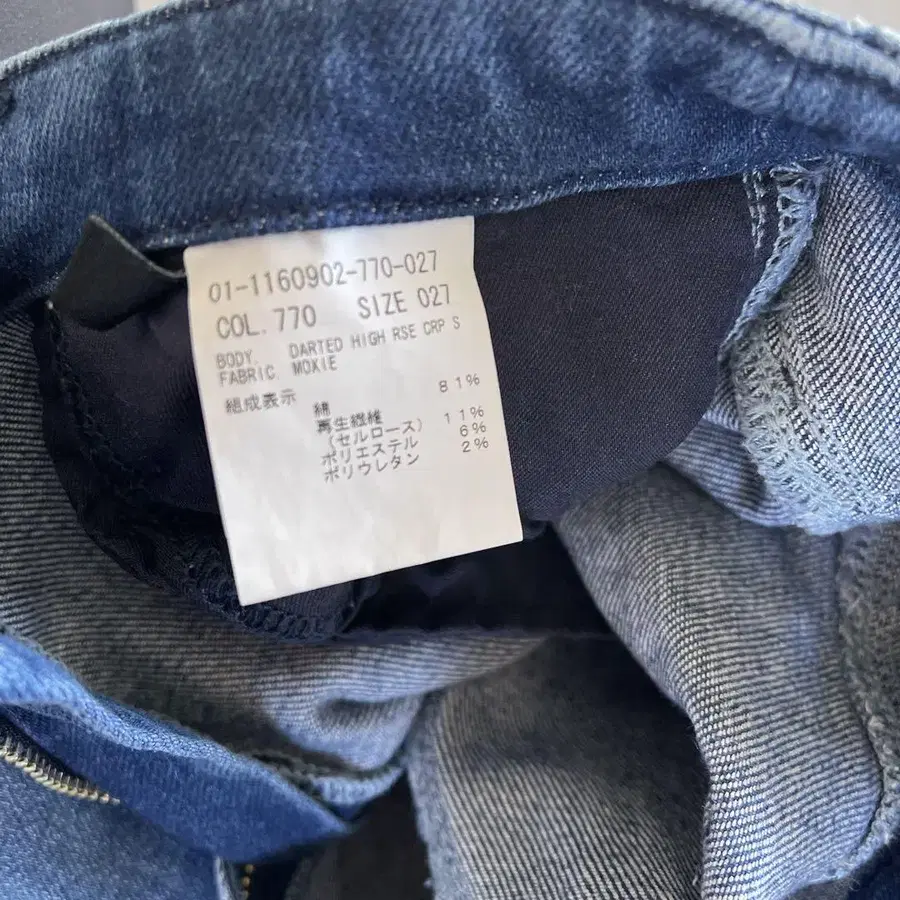 01-1160902-770-027
COL. 770 SIZE 027
BODY. DARTED HIGH RSE CRP S
FABRIC. MOXIE
組成表示 綿 81%
再生繊維
(セルロース) 11%
ポリエステル 6%
ポリウレタン 2%